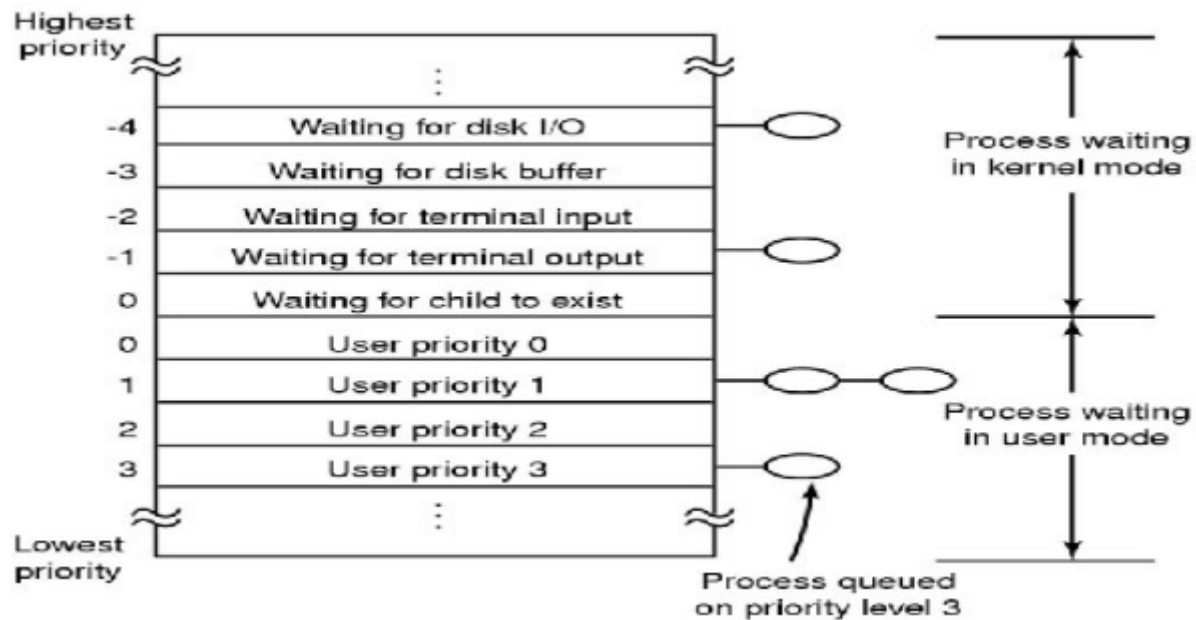 Highest
priority
⋮
-4 Waiting for disk I/O
-3 Waiting for disk buffer
-2 Waiting for terminal input
-1 Waiting for terminal output
0 Waiting for child to exist
0 User priority 0
1 User priority 1
2 User priority 2
3 User priority 3
⋮
Lowest
priority
Process waiting
in kernel mode
Process waiting
in user mode
Process queued
on priority level 3